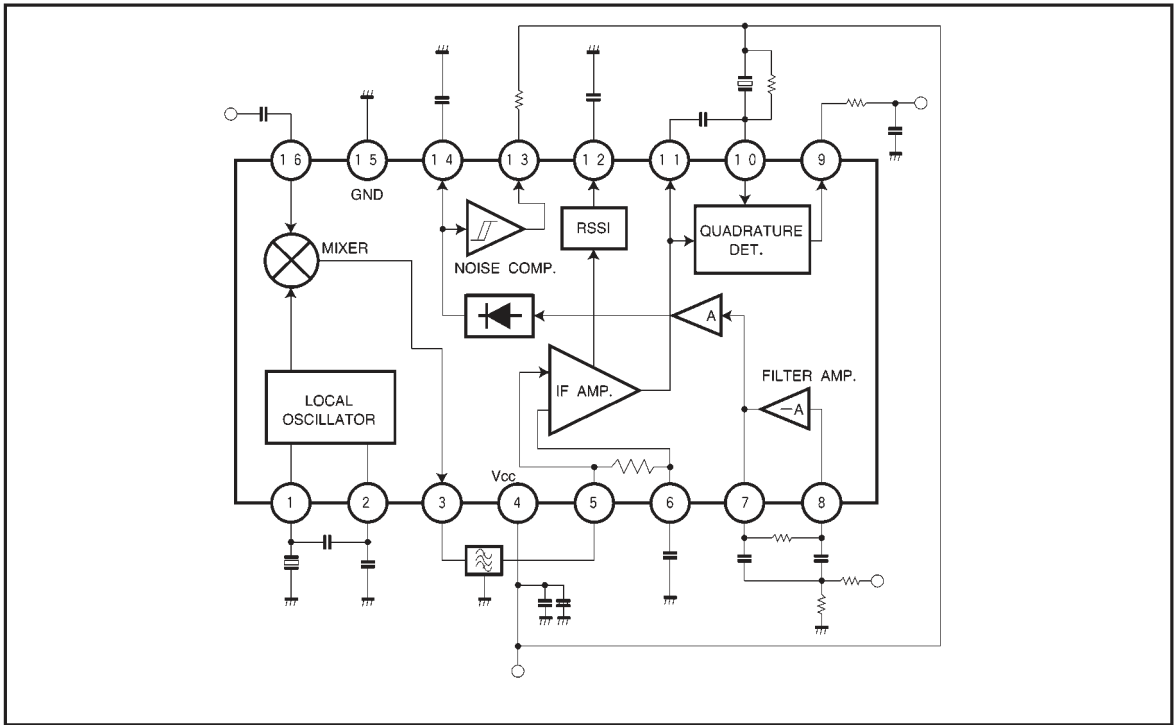 16 15 14 13 12 11 10 9
GND
MIXER
NOISE COMP.
RSSI
QUADRATURE
DET.
A
IF AMP.
FILTER AMP.
-A
LOCAL
OSCILLATOR
Vcc
1 2 3 4 5 6 7 8